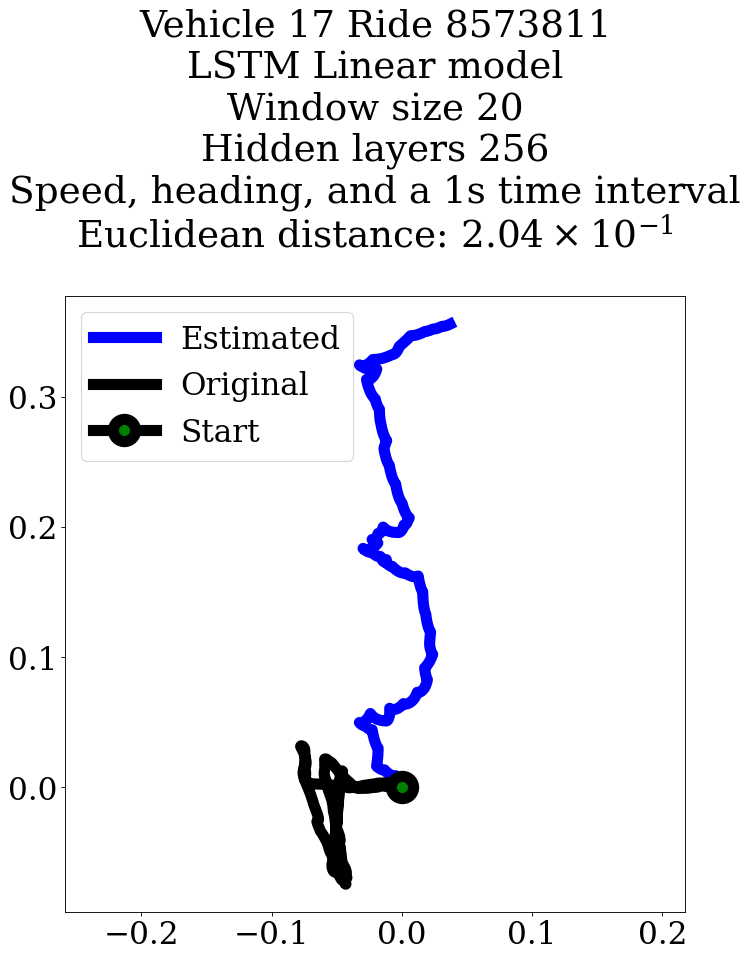 Vehicle 17 Ride 8573811
LSTM Linear model
Window size 20
Hidden layers 256
Speed, heading, and a 1s time interval
Euclidean distance: 2.04 × 10⁻¹
Estimated
Original
Start
0.3
0.2
0.1
0.0
−0.2 −0.1 0.0 0.1 0.2